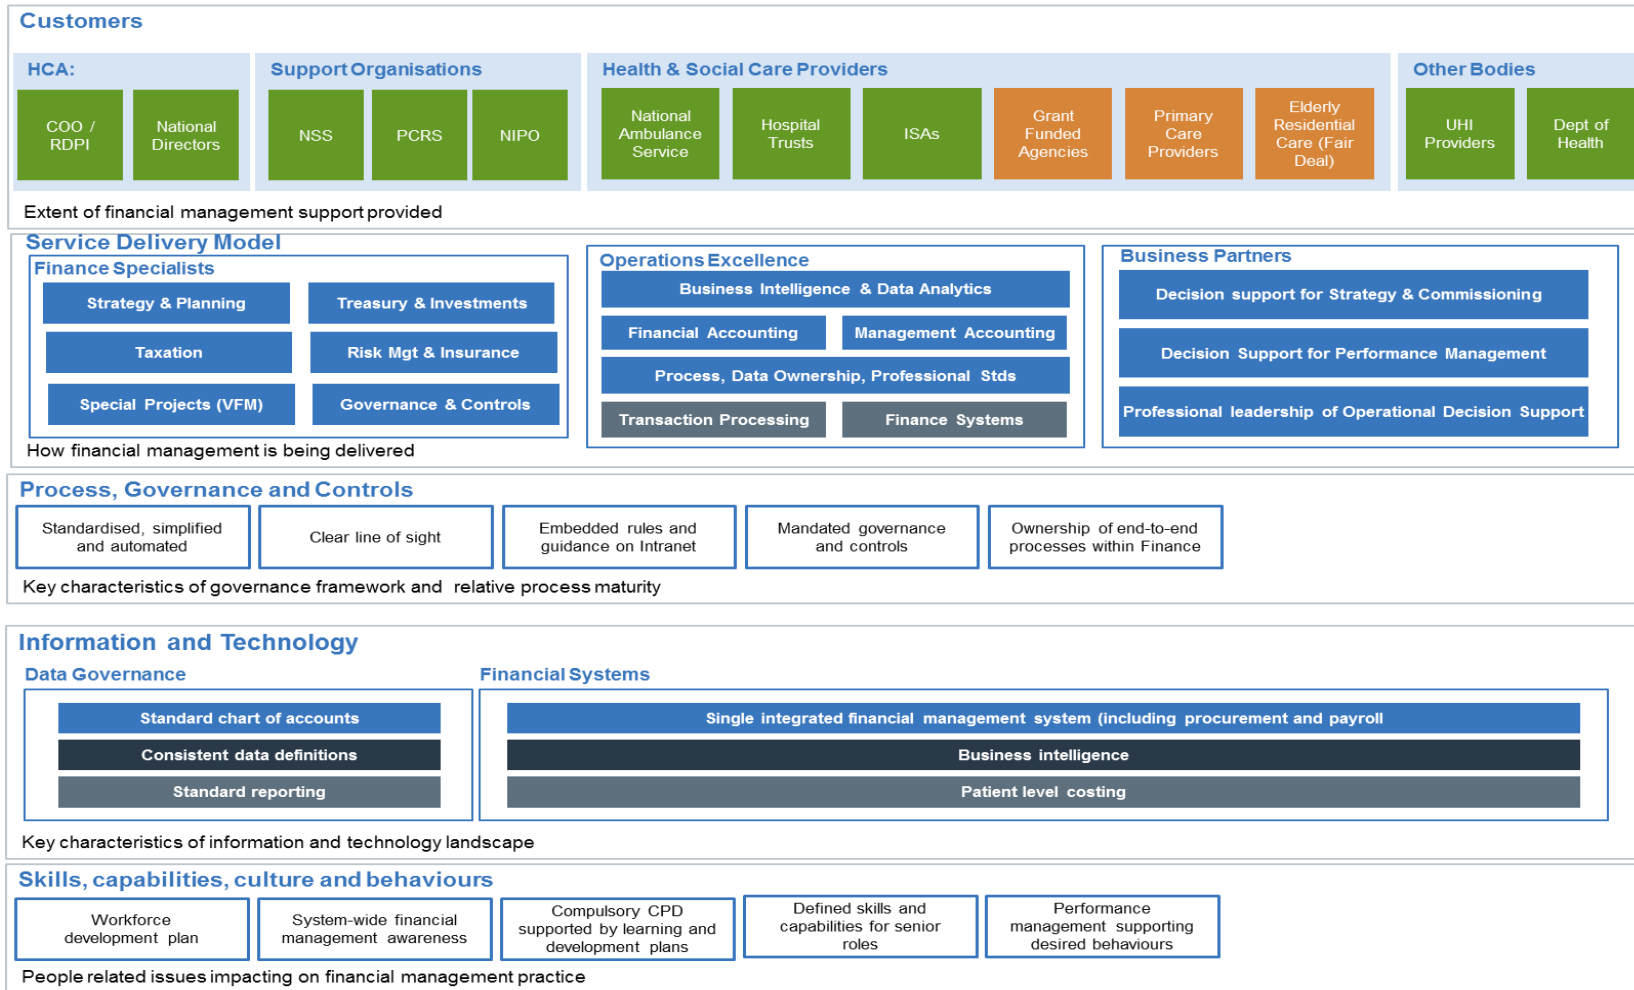 Customers
HCA:
COO /
RDPI
National
Directors
Support Organisations
NSS
PCRS
NIPO
Health & Social Care Providers
National
Ambulance
Service
Hospital
Trusts
ISAs
Grant
Funded
Agencies
Primary
Care
Providers
Elderly
Residential
Care (Fair
Deal)
Other Bodies
UHI
Providers
Dept of
Health
Extent of financial management support provided
Service Delivery Model
Finance Specialists
Strategy & Planning
Treasury & Investments
Taxation
Risk Mgt & Insurance
Special Projects (VFM)
Governance & Controls
Operations Excellence
Business Intelligence & Data Analytics
Financial Accounting
Management Accounting
Process, Data Ownership, Professional Stds
Transaction Processing
Finance Systems
Business Partners
Decision support for Strategy & Commissioning
Decision Support for Performance Management
Professional leadership of Operational Decision Support
How financial management is being delivered
Process, Governance and Controls
Standardised, simplified
and automated
Clear line of sight
Embedded rules and
guidance on Intranet
Mandated governance
and controls
Ownership of end-to-end
processes within Finance
Key characteristics of governance framework and relative process maturity
Information and Technology
Data Governance
Standard chart of accounts
Consistent data definitions
Standard reporting
Financial Systems
Single integrated financial management system (including procurement and payroll
Business intelligence
Patient level costing
Key characteristics of information and technology landscape
Skills, capabilities, culture and behaviours
Workforce
development plan
System-wide financial
management awareness
Compulsory CPD
supported by learning and
development plans
Defined skills and
capabilities for senior
roles
Performance
management supporting
desired behaviours
People related issues impacting on financial management practice